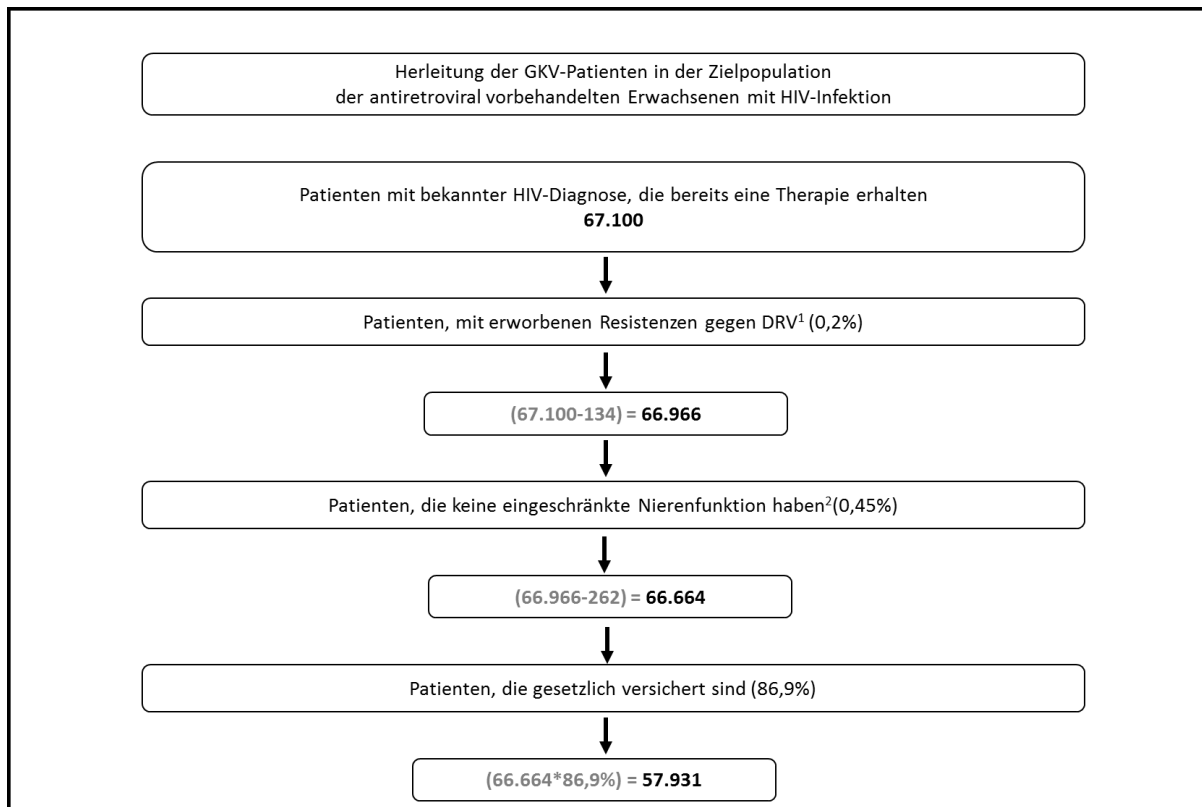 Herleitung der GKV-Patienten in der Zielpopulation
der antiretroviral vorbehandelten Erwachsenen mit HIV-Infektion
Patienten mit bekannter HIV-Diagnose, die bereits eine Therapie erhalten
67.100
Patienten, mit erworbenen Resistenzen gegen DRV¹ (0,2%)
(67.100-134) = 66.966
Patienten, die keine eingeschränkte Nierenfunktion haben²(0,45%)
(66.966-262) = 66.664
Patienten, die gesetzlich versichert sind (86,9%)
(66.664*86,9%) = 57.931